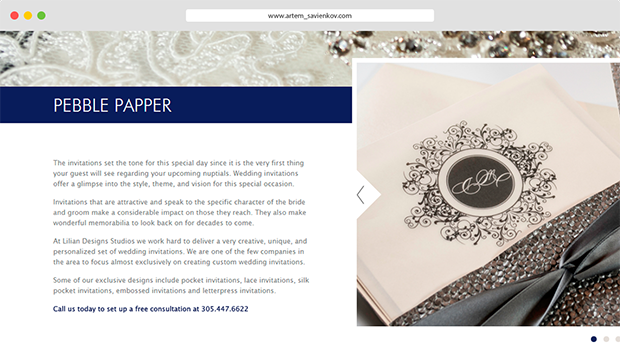 www.artem_savienkov.com
PEBBLE PAPPER
The invitations set the tone for this special day since it is the very first thing
your guest will see regarding your upcoming nuptials. Wedding invitations
offer a glimpse into the style, theme, and vision for this special occasion.
Invitations that are attractive and speak to the specific character of the bride
and groom make a considerable impact on those they reach. They also make
wonderful memorabilia to look back on for decades to come.
At Lilian Designs Studios we work hard to deliver a very creative, unique, and
personalized set of wedding invitations. We are one of the few companies in
the area to focus almost exclusively on creating custom wedding invitations.
Some of our exclusive designs include pocket invitations, lace invitations, silk
pocket invitations, embossed invitations and letterpress invitations.
Call us today to set up a free consultation at 305.447.6622